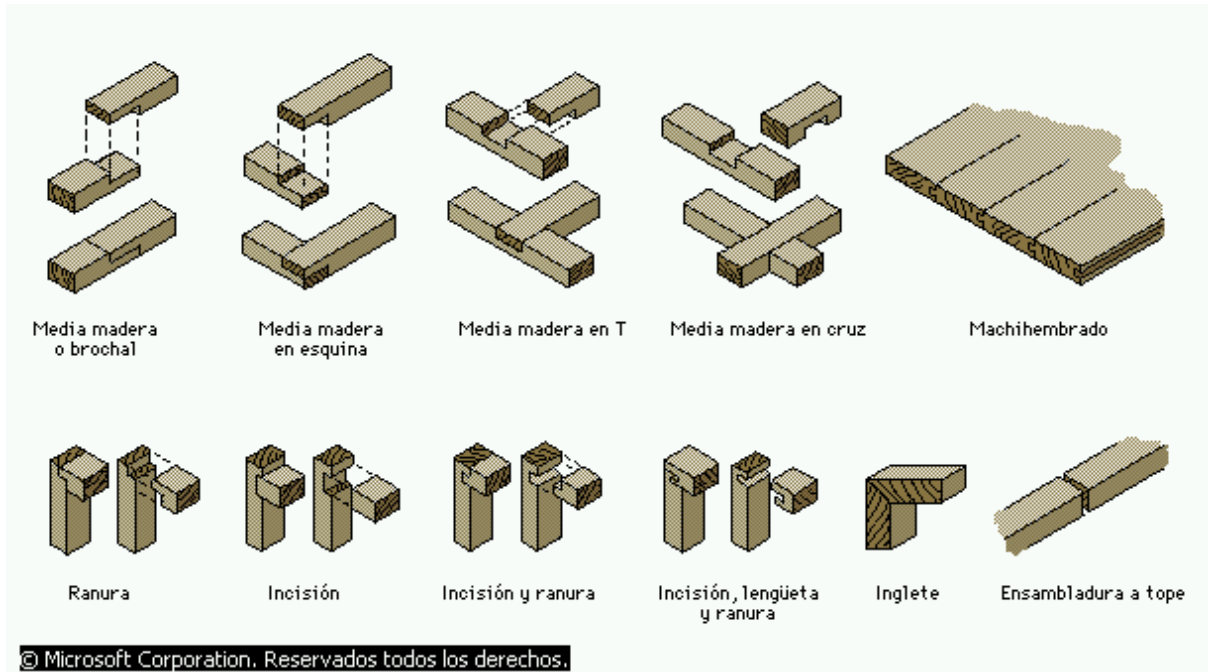 Media madera
o brochal
Media madera
en esquina
Media madera en T
Media madera en cruz
Machihembrado
Ranura
Incisión
Incisión y ranura
Incisión, lengüeta
y ranura
Inglete
Ensambladura a tope
© Microsoft Corporation. Reservados todos los derechos.